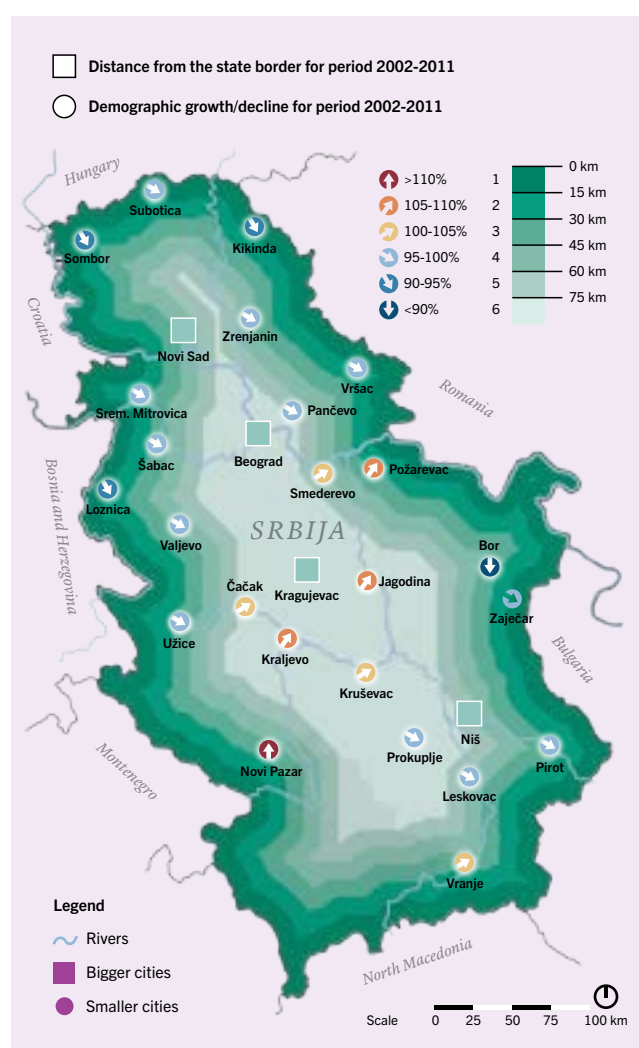 Distance from the state border for period 2002-2011
Demographic growth/decline for period 2002-2011
Hungary
>110% 1
105-110% 2
100-105% 3
95-100% 4
90-95% 5
<90% 6
0 km
15 km
30 km
45 km
60 km
75 km
Subotica
Sombor
Kikinda
Croatia
Zrenjanin
Novi Sad
Vršac
Romania
Srem. Mitrovica
Pančevo
Šabac
Beograd
Požarevac
Smederevo
Bosnia and Herzegovina
Loznica
SRBIJA
Valjevo
Bor
Čačak
Kragujevac
Jagodina
Zaječar
Užice
Kraljevo
Bulgaria
Kruševac
Niš
Prokuplje
Pirot
Novi Pazar
Montenegro
Leskovac
Vranje
Legend
Rivers
Bigger cities
Smaller cities
North Macedonia
Scale 0 25 50 75 100 km